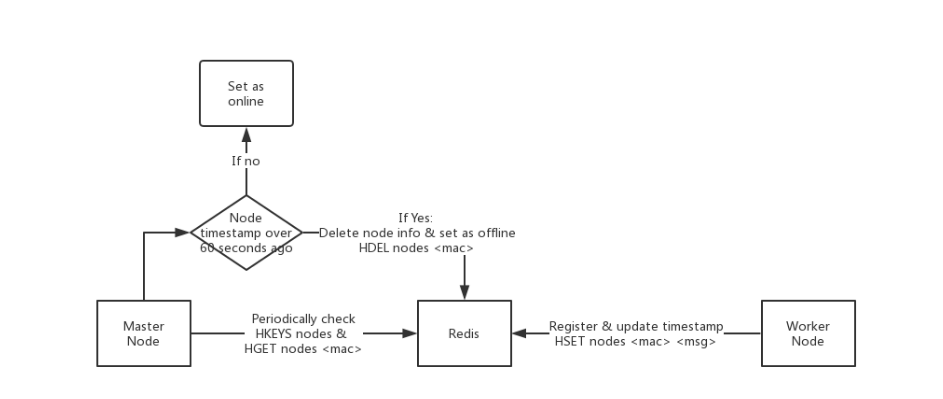 Set as
online
If no
Node
timestamp over
60 seconds ago
If Yes:
Delete node info & set as offline
HDEL nodes <mac>
Master
Node
Periodically check
HKEYS nodes &
HGET nodes <mac>
Redis
Register & update timestamp
HSET nodes <mac> <msg>
Worker
Node